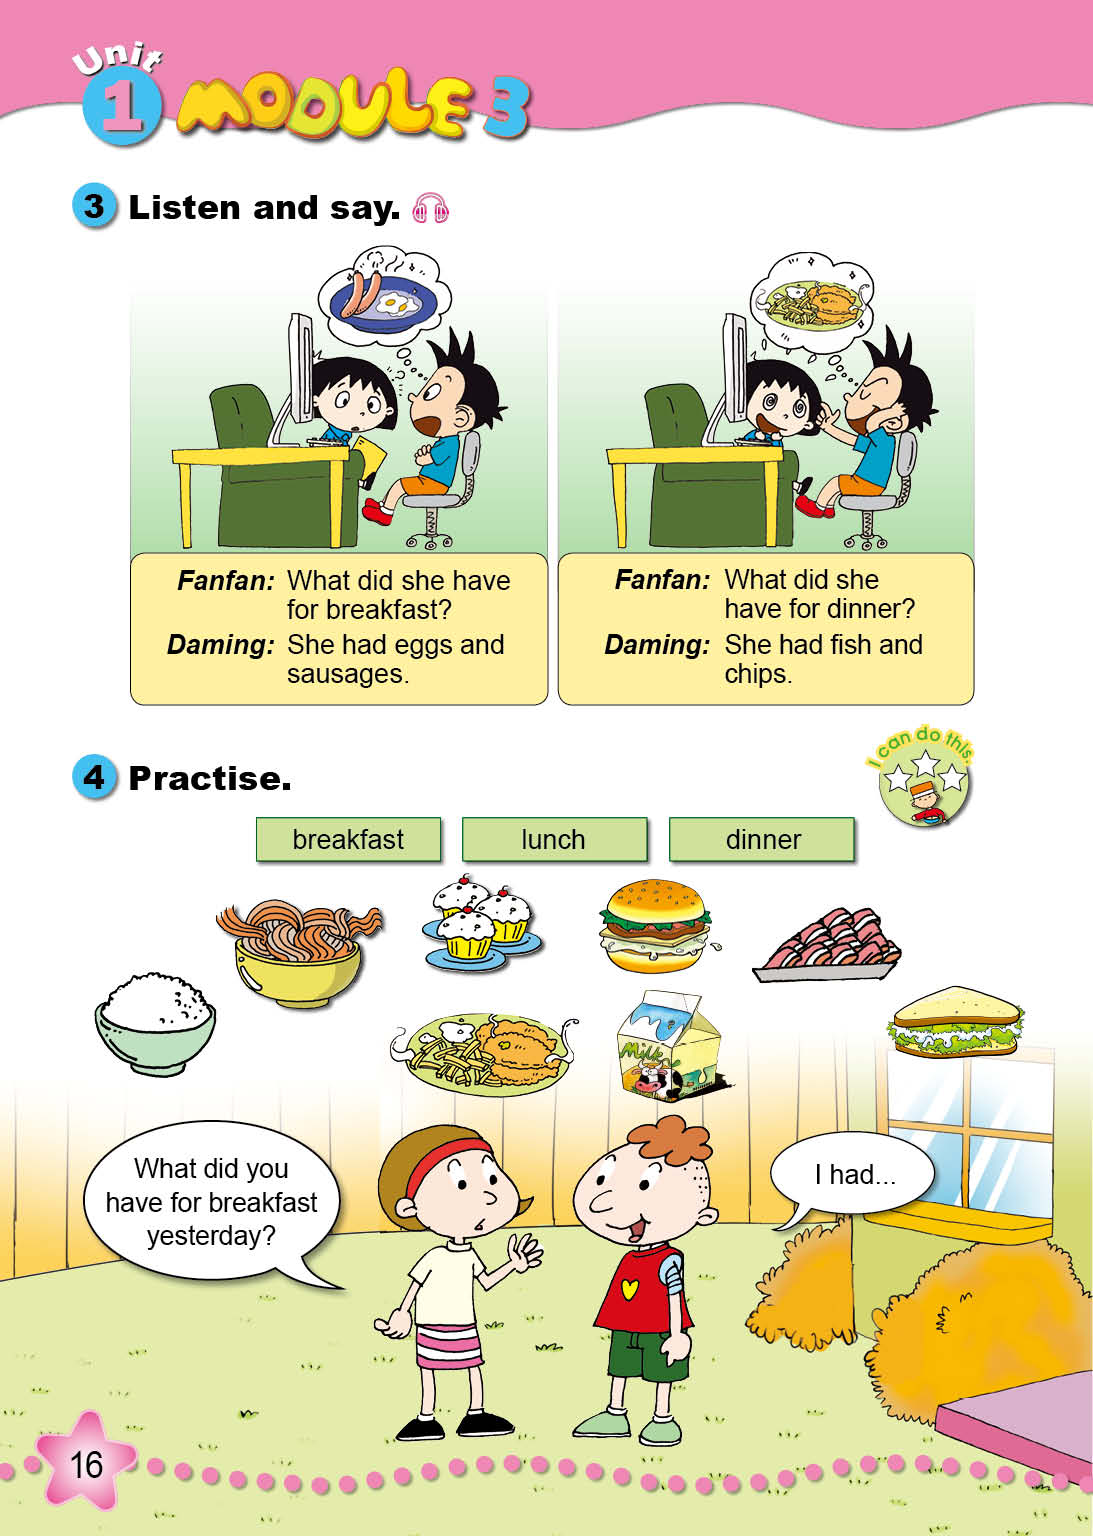 Unit
1 MODULE 3
3 Listen and say.
Fanfan: What did she have
for breakfast?
Daming: She had eggs and
sausages.
Fanfan: What did she
have for dinner?
Daming: She had fish and
chips.
I can do this.
4 Practise.
breakfast
lunch
dinner
Milk
What did you
have for breakfast
yesterday?
I had...
16